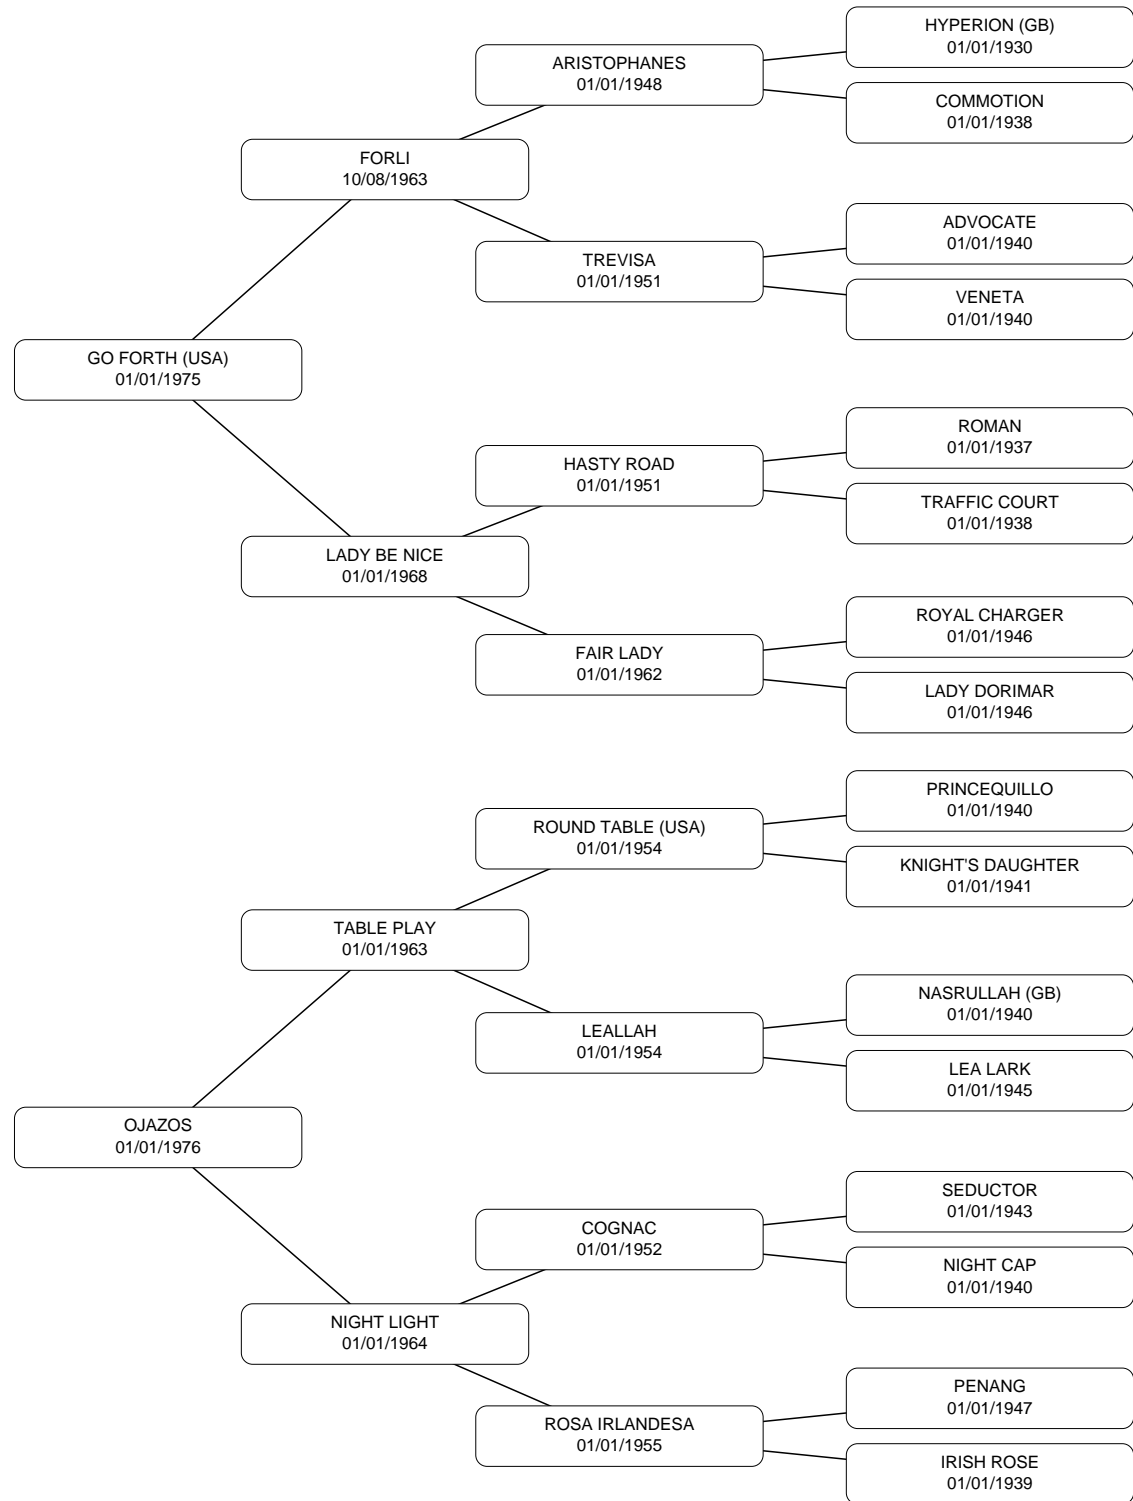 HYPERION (GB)
01/01/1930
ARISTOPHANES
01/01/1948
COMMOTION
01/01/1938
FORLI
10/08/1963
ADVOCATE
01/01/1940
TREVISA
01/01/1951
VENETA
01/01/1940
GO FORTH (USA)
01/01/1975
ROMAN
01/01/1937
HASTY ROAD
01/01/1951
TRAFFIC COURT
01/01/1938
LADY BE NICE
01/01/1968
ROYAL CHARGER
01/01/1946
FAIR LADY
01/01/1962
LADY DORIMAR
01/01/1946
PRINCEQUILLO
01/01/1940
ROUND TABLE (USA)
01/01/1954
KNIGHT'S DAUGHTER
01/01/1941
TABLE PLAY
01/01/1963
NASRULLAH (GB)
01/01/1940
LEALLAH
01/01/1954
LEA LARK
01/01/1945
OJAZOS
01/01/1976
SEDUCTOR
01/01/1943
COGNAC
01/01/1952
NIGHT CAP
01/01/1940
NIGHT LIGHT
01/01/1964
PENANG
01/01/1947
ROSA IRLANDESA
01/01/1955
IRISH ROSE
01/01/1939